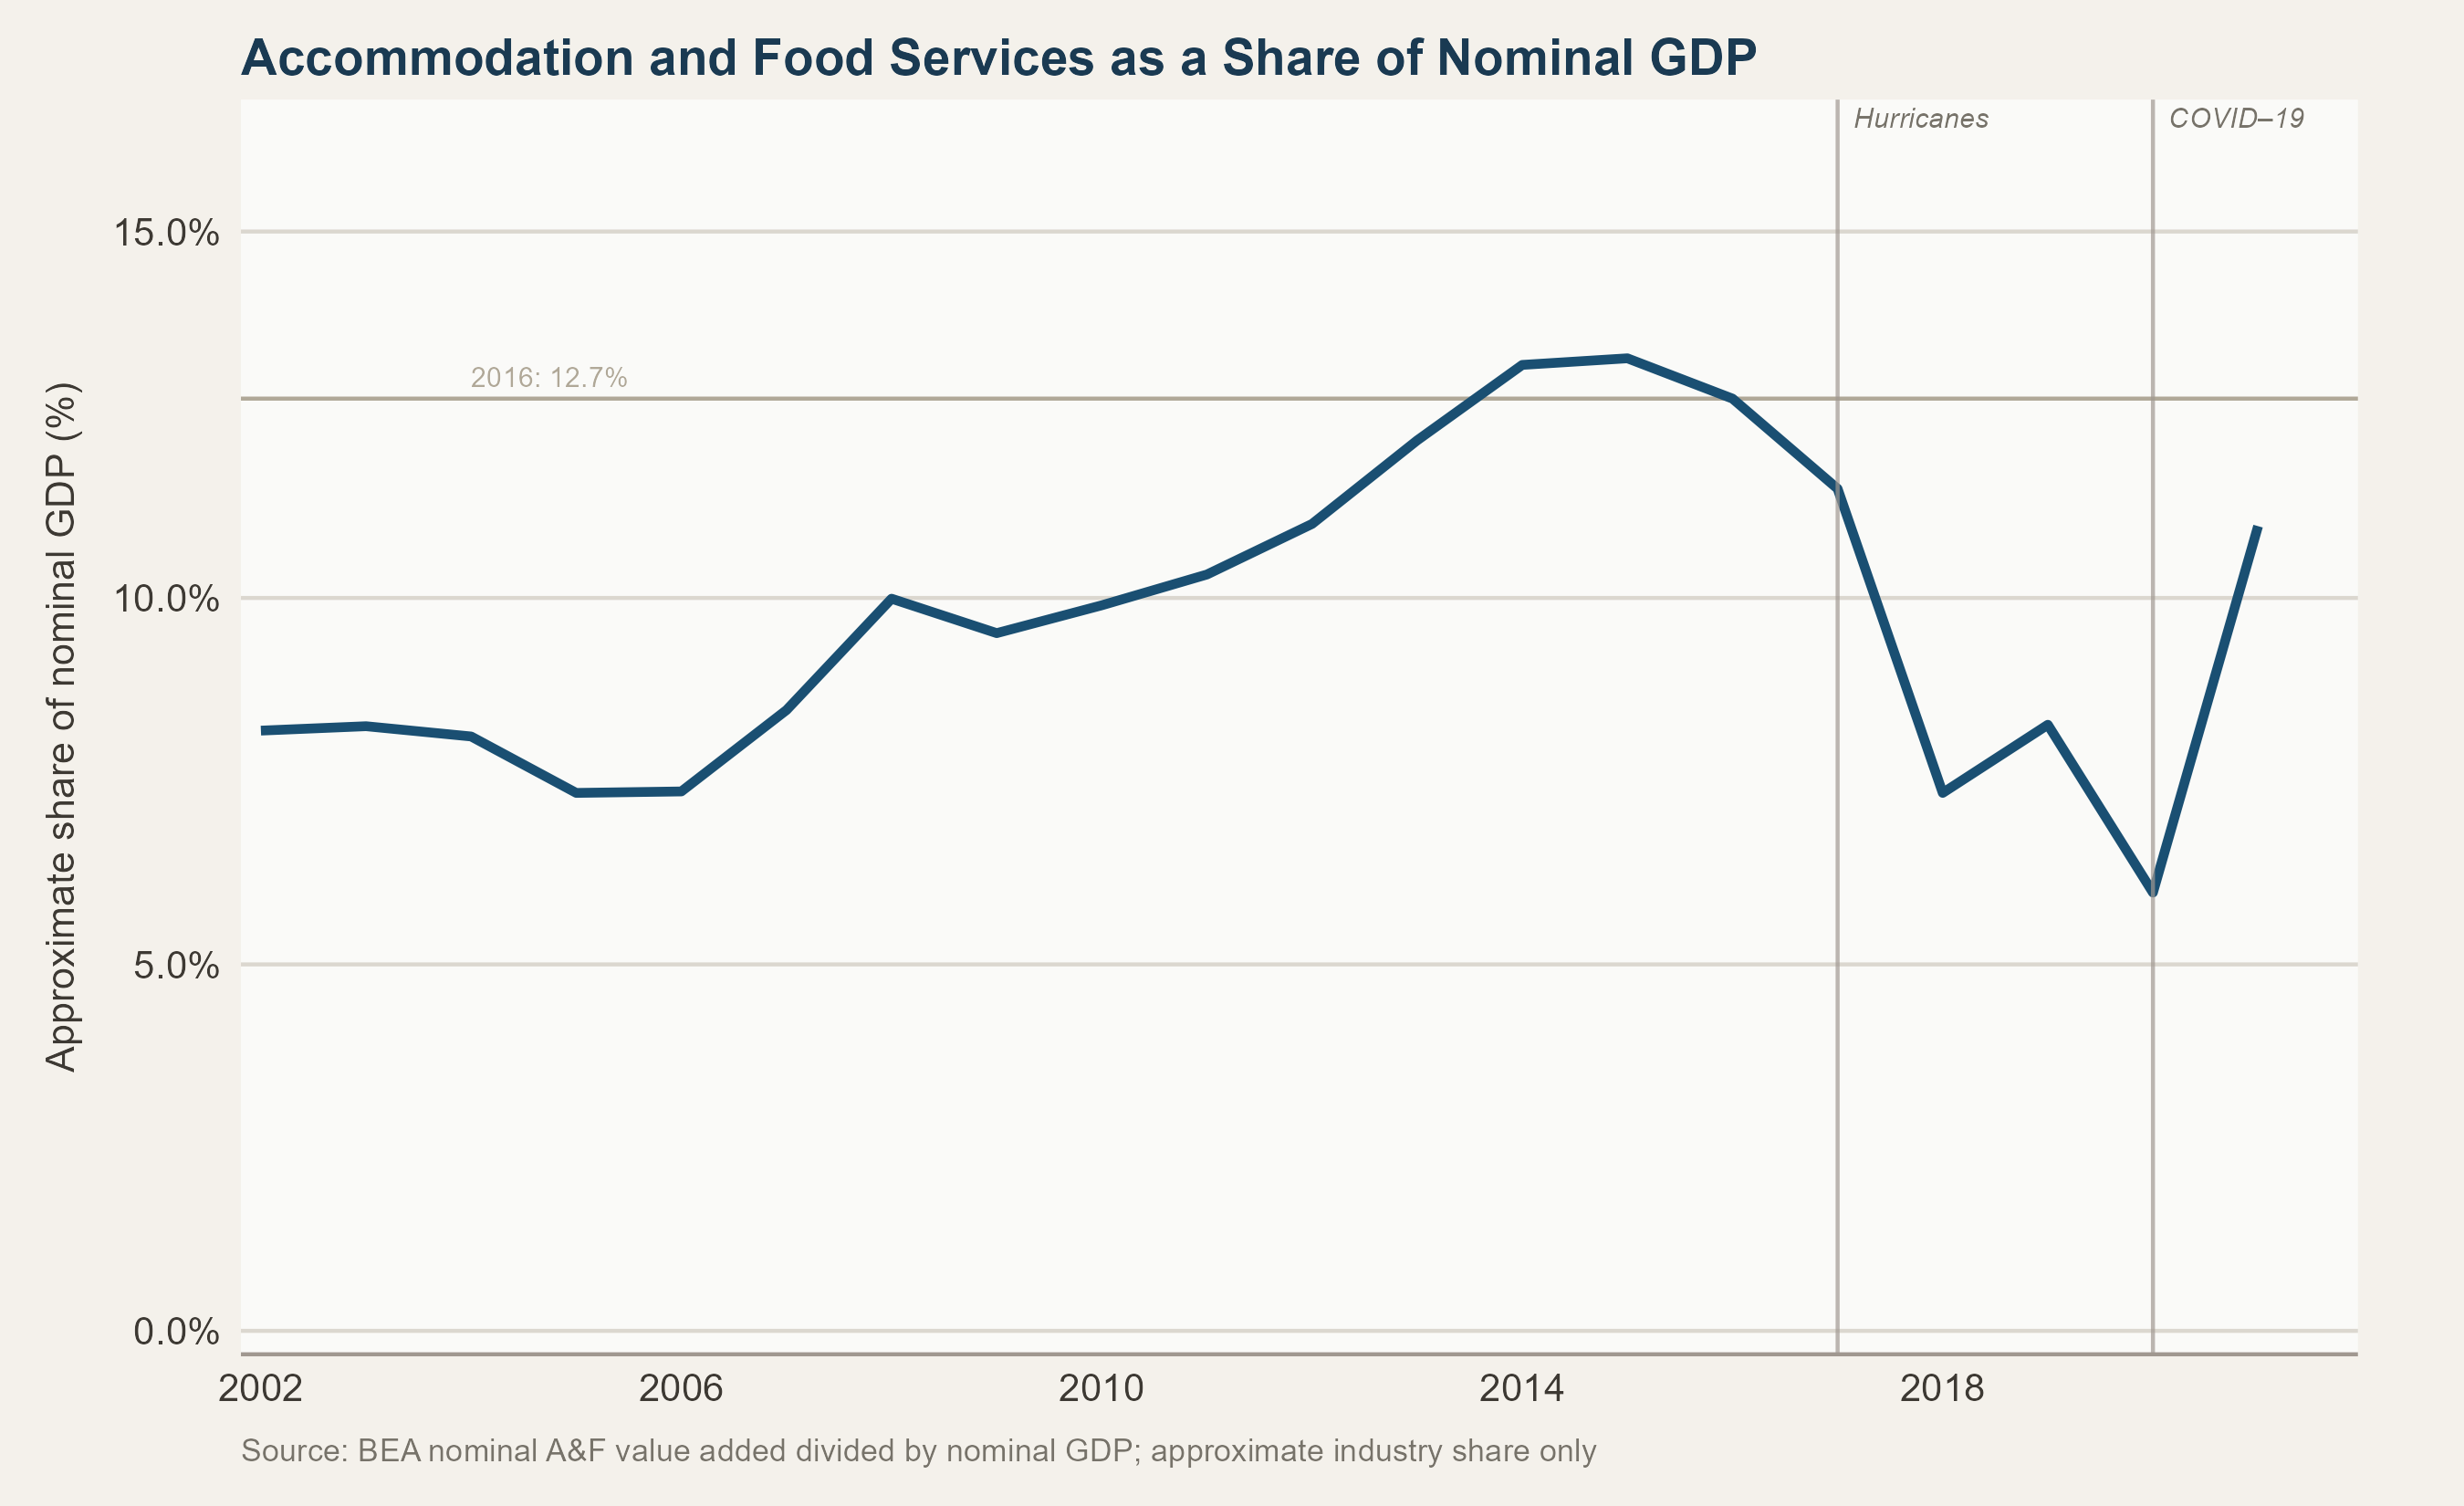 Accommodation and Food Services as a Share of Nominal GDP
Hurricanes
COVID–19
15.0%
2016: 12.7%
10.0%
5.0%
0.0%
Approximate share of nominal GDP (%)
2002
2006
2010
2014
2018
Source: BEA nominal A&F value added divided by nominal GDP; approximate industry share only